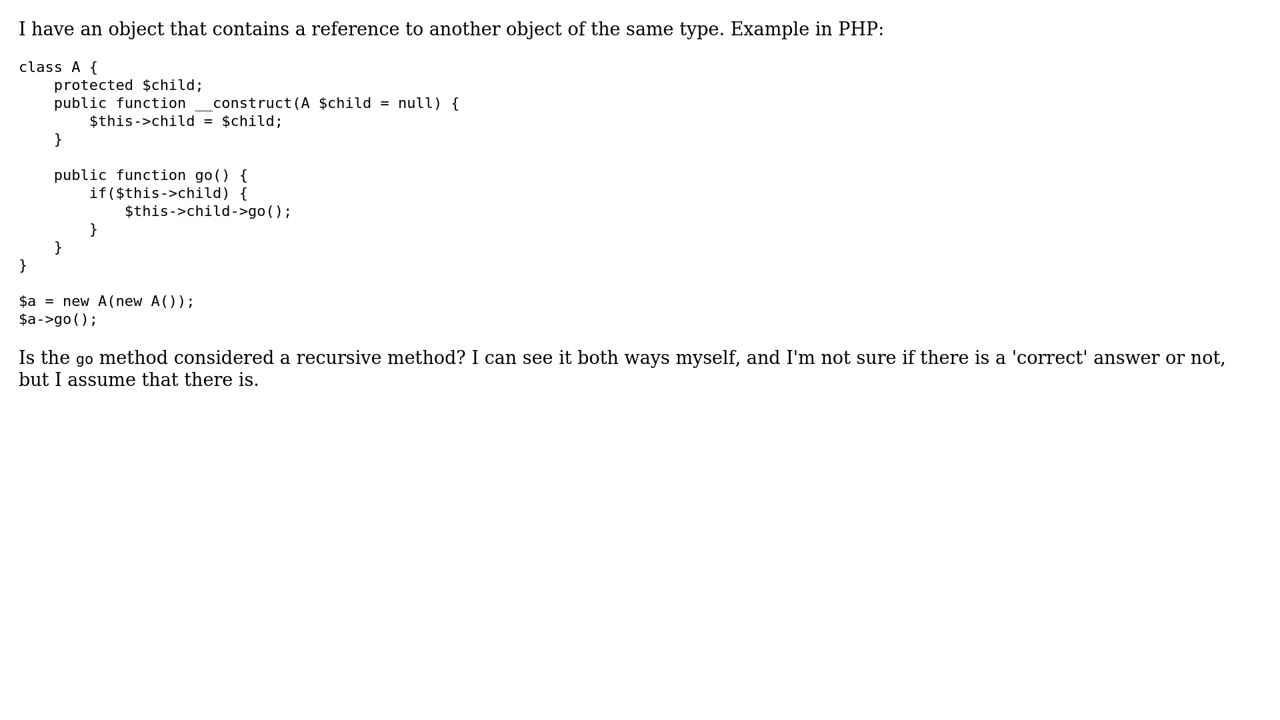 I have an object that contains a reference to another object of the same type. Example in PHP:
class A {
    protected $child;
    public function __construct(A $child = null) {
        $this->child = $child;
    }

    public function go() {
        if($this->child) {
            $this->child->go();
        }
    }
}

$a = new A(new A());
$a->go();
Is the go method considered a recursive method? I can see it both ways myself, and I'm not sure if there is a 'correct' answer or not,
but I assume that there is.